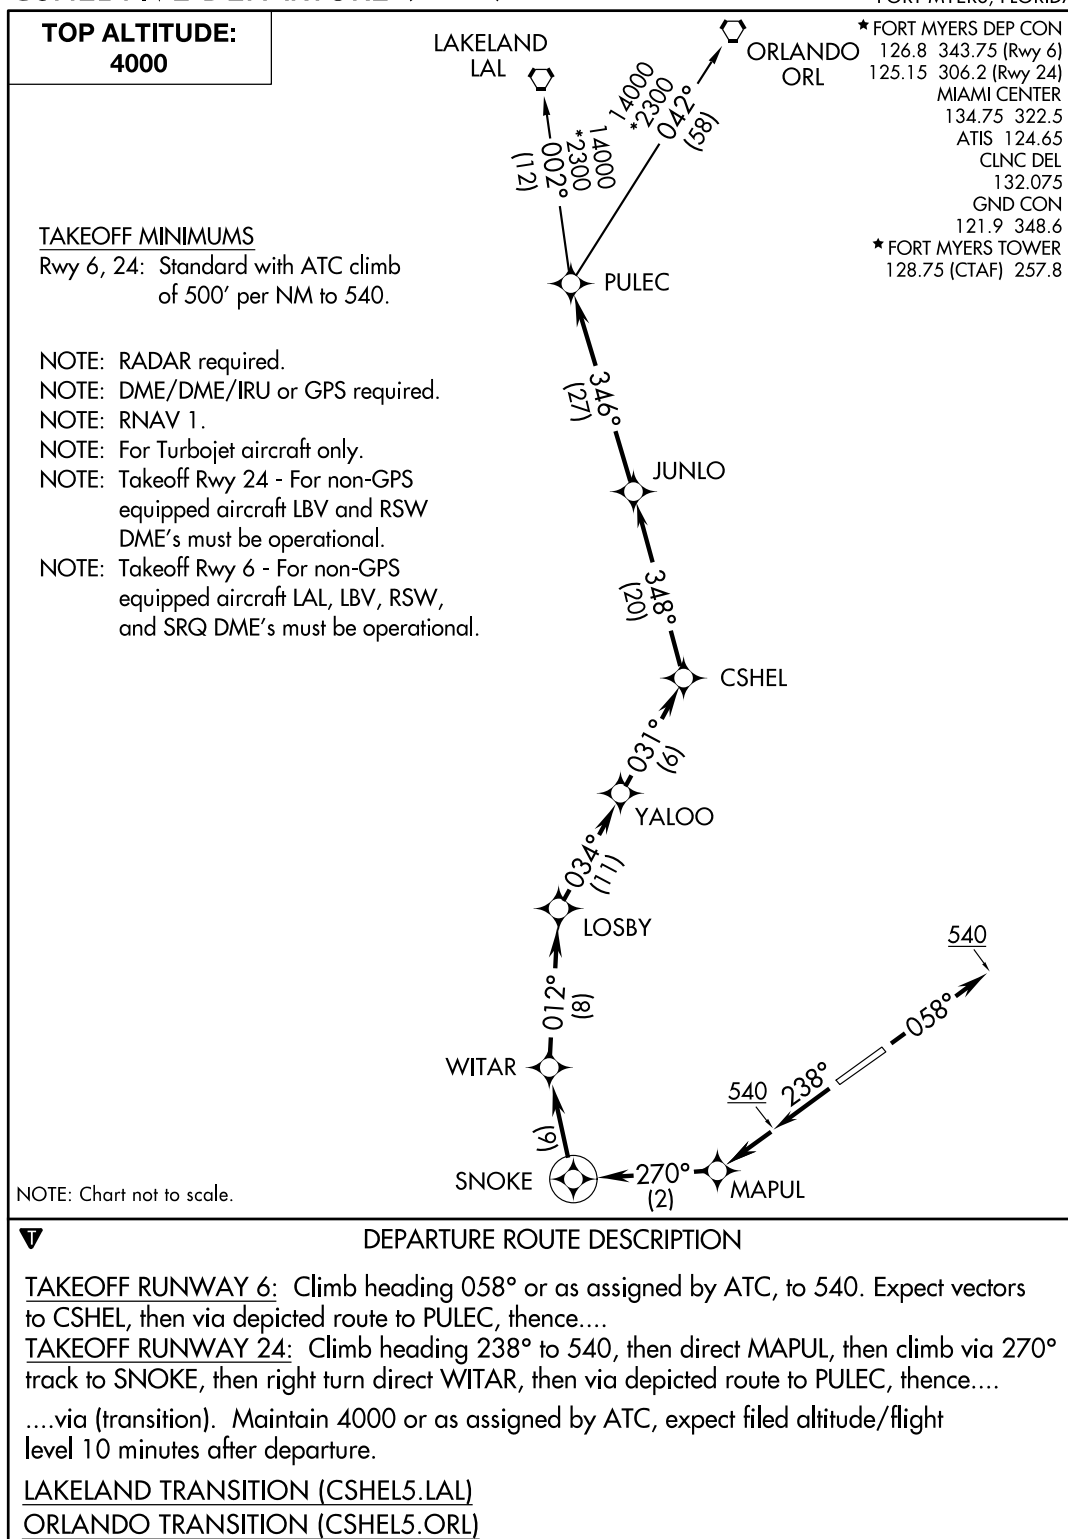 FORT MYERS, FLORIDA
TOP ALTITUDE:
4000
★ FORT MYERS DEP CON
126.8 343.75 (Rwy 6)
125.15 306.2 (Rwy 24)
MIAMI CENTER
134.75 322.5
ATIS 124.65
CLNC DEL
132.075
GND CON
121.9 348.6
★ FORT MYERS TOWER
128.75 (CTAF) 257.8
LAKELAND
LAL
ORLANDO
ORL
14000
*2300
042°
(58)
14000
*2300
002°
(12)
TAKEOFF MINIMUMS
Rwy 6, 24: Standard with ATC climb
of 500' per NM to 540.
PULEC
NOTE: RADAR required.
NOTE: DME/DME/IRU or GPS required.
NOTE: RNAV 1.
NOTE: For Turbojet aircraft only.
NOTE: Takeoff Rwy 24 - For non-GPS
equipped aircraft LBV and RSW
DME's must be operational.
NOTE: Takeoff Rwy 6 - For non-GPS
equipped aircraft LAL, LBV, RSW,
and SRQ DME's must be operational.
346°
(27)
JUNLO
348°
(20)
CSHEL
031°
(6)
YALOO
034°
(11)
LOSBY
012°
(8)
WITAR
(6)
SNOKE
270°
(2)
MAPUL
540
238°
058°
540
NOTE: Chart not to scale.
T
DEPARTURE ROUTE DESCRIPTION
TAKEOFF RUNWAY 6: Climb heading 058° or as assigned by ATC, to 540. Expect vectors
to CSHEL, then via depicted route to PULEC, thence....
TAKEOFF RUNWAY 24: Climb heading 238° to 540, then direct MAPUL, then climb via 270°
track to SNOKE, then right turn direct WITAR, then via depicted route to PULEC, thence....
....via (transition). Maintain 4000 or as assigned by ATC, expect filed altitude/flight
level 10 minutes after departure.
LAKELAND TRANSITION (CSHEL5.LAL)
ORLANDO TRANSITION (CSHEL5.ORL)